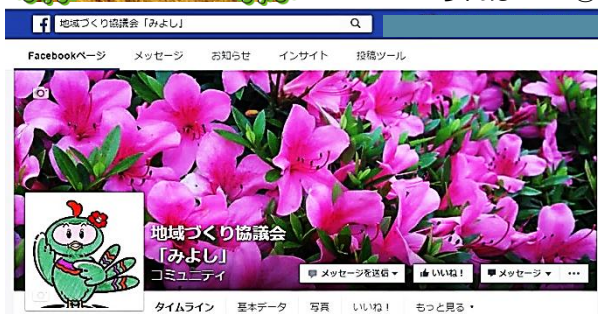 地域づくり協議会「みよし」
Facebookページ
メッセージ
お知らせ
インサイト
投稿ツール
地域づくり協議会
「みよし」
コミュニティ
メッセージを送信
いいね！
メッセージ
タイムライン
基本データ
写真
いいね！
もっと見る